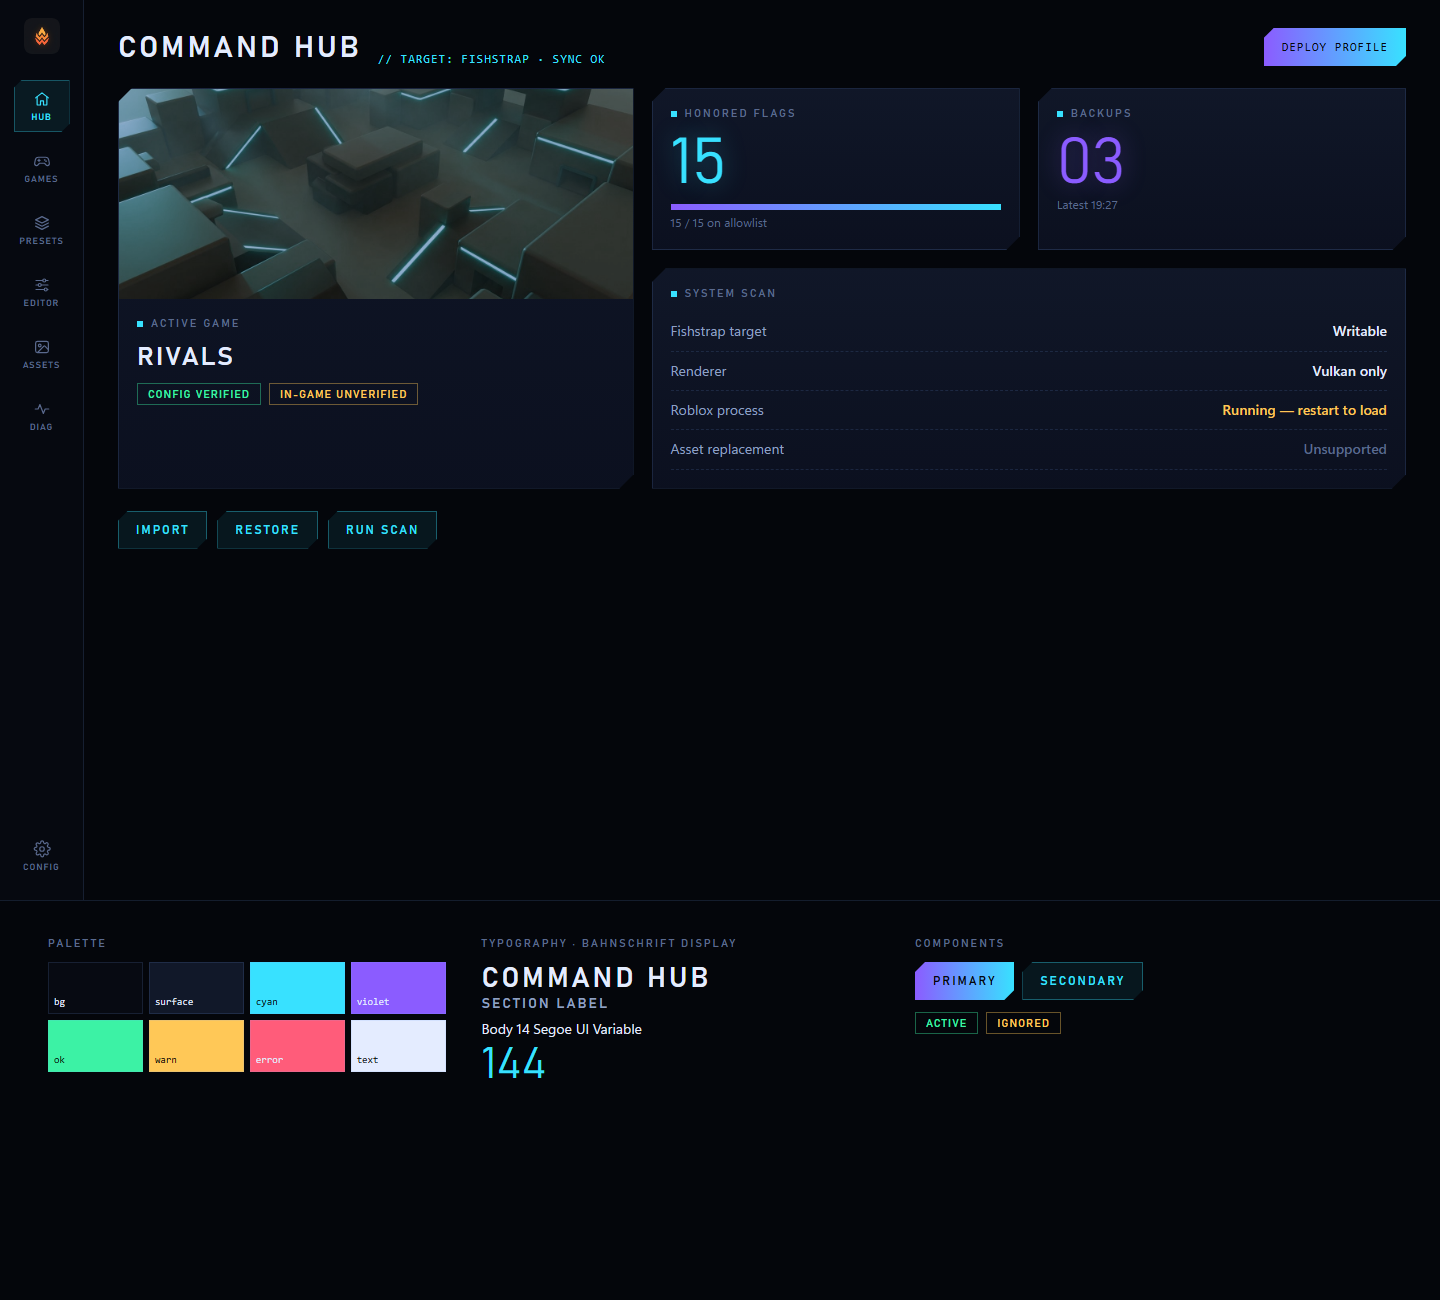 COMMAND HUB
// TARGET: FISHSTRAP · SYNC OK
DEPLOY PROFILE
HUB
GAMES
PRESETS
EDITOR
ASSETS
DIAG
CONFIG
ACTIVE GAME
RIVALS
CONFIG VERIFIED
IN-GAME UNVERIFIED
HONORED FLAGS
15
15 / 15 on allowlist
BACKUPS
03
Latest 19:27
SYSTEM SCAN
Fishstrap target Writable
Renderer Vulkan only
Roblox process Running — restart to load
Asset replacement Unsupported
IMPORT
RESTORE
RUN SCAN
PALETTE
bg
surface
cyan
violet
ok
warn
error
text
TYPOGRAPHY · BAHNSCHRIFT DISPLAY
COMMAND HUB
SECTION LABEL
Body 14 Segoe UI Variable
144
COMPONENTS
PRIMARY
SECONDARY
ACTIVE
IGNORED